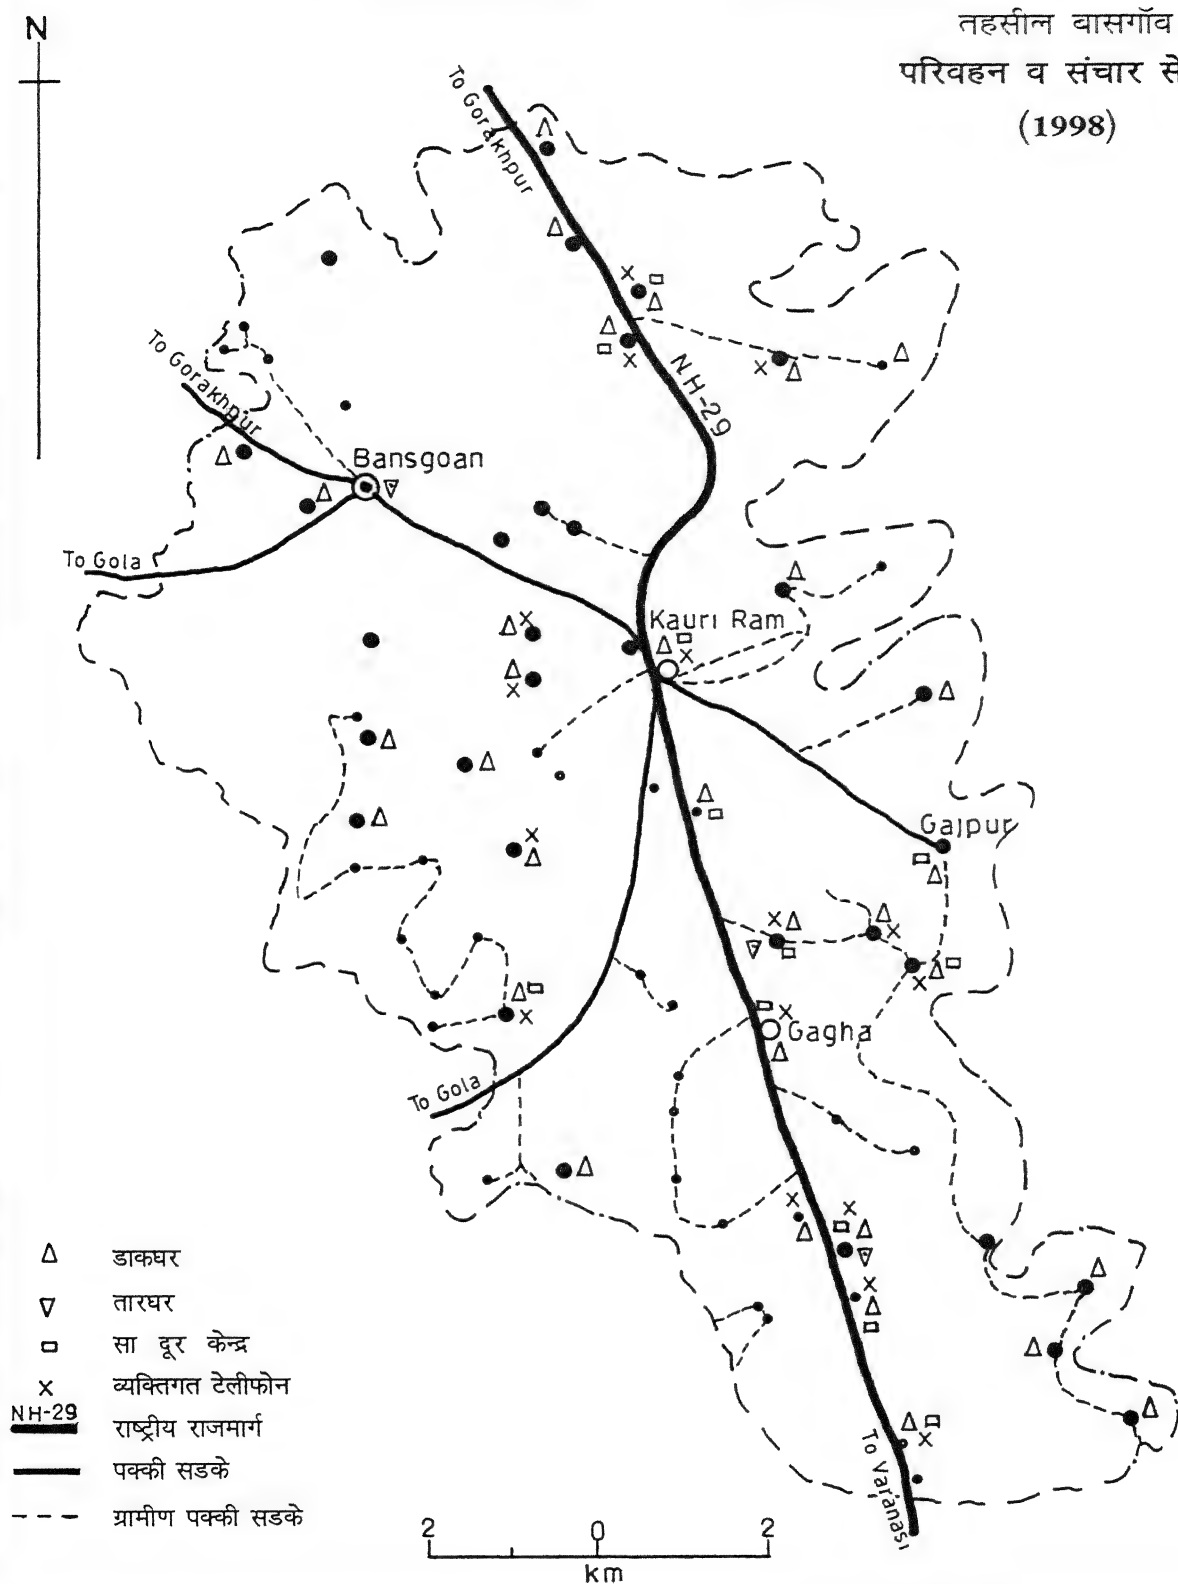 N
तहसील वासगाॅव
परिवहन व संचार से
(1998)
To Gorakhpur
To Gorakhpur
NH-29
Bansgoan
To Gola
Kauri Ram
Gajpur
Gagha
To Gola
To Varanasi
डाकघर
तारघर
सा दूर केन्द्र
व्यक्तिगत टेलीफोन
NH-29
राष्ट्रीय राजमार्ग
पक्की सडके
ग्रामीण पक्की सडके
2 0 2
km